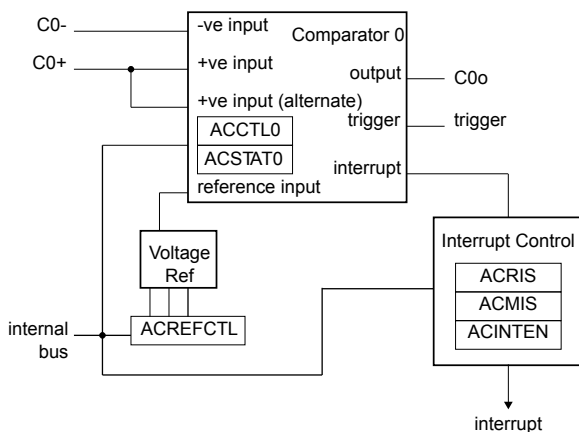 C0-
-ve input
Comparator 0
C0+
+ve input
output
C0o
+ve input (alternate)
trigger
trigger
ACCTL0
ACSTAT0
interrupt
reference input
Voltage
Ref
Interrupt Control
ACRIS
ACMIS
ACINTEN
internal
bus
ACREFCTL
interrupt